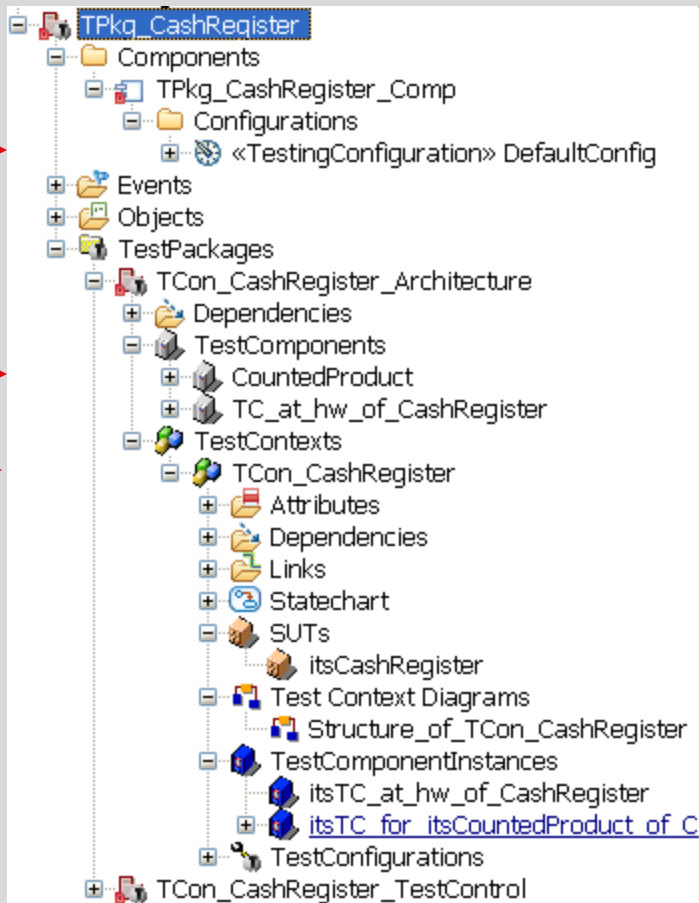 TPkg_CashRegister
Components
TPkg_CashRegister_Comp
Configurations
«TestingConfiguration» DefaultConfig
Events
Objects
TestPackages
TCon_CashRegister_Architecture
Dependencies
TestComponents
CountedProduct
TC_at_hw_of_CashRegister
TestContexts
TCon_CashRegister
Attributes
Dependencies
Links
Statechart
SUTs
itsCashRegister
Test Context Diagrams
Structure_of_TCon_CashRegister
TestComponentInstances
itsTC_at_hw_of_CashRegister
itsTC_for_itsCountedProduct_of_C
TestConfigurations
TCon_CashRegister_TestControl